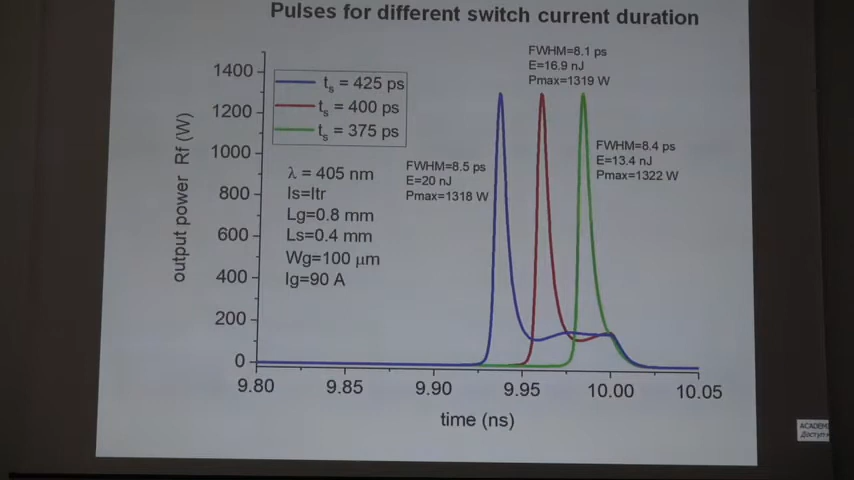 Pulses for different switch current duration
FWHM=8.1 ps
E=16.9 nJ
Pmax=1319 W
1400
1200
1000
800
600
400
200
0
output power Rf (W)
ts = 425 ps
ts = 400 ps
ts = 375 ps
λ = 405 nm
Is=Itr
Lg=0.8 mm
Ls=0.4 mm
Wg=100 μm
Ig=90 A
FWHM=8.5 ps
E=20 nJ
Pmax=1318 W
FWHM=8.4 ps
E=13.4 nJ
Pmax=1322 W
9.80 9.85 9.90 9.95 10.00 10.05
time (ns)